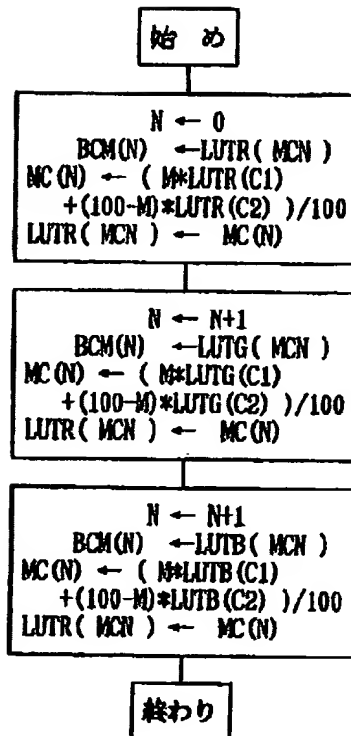 始 め
N ← 0
BCM(N) ←LUTR( MCN )
MC(N) ← ( M*LUTR(C1)
+(100-M)*LUTR(C2) )/100
LUTR( MCN ) ← MC(N)
N ← N+1
BCM(N) ←LUTG( MCN )
MC(N) ← ( M*LUTG(C1)
+(100-M)*LUTG(C2) )/100
LUTR( MCN ) ← MC(N)
N ← N+1
BCM(N) ←LUTB( MCN )
MC(N) ← ( M*LUTB(C1)
+(100-M)*LUTB(C2) )/100
LUTR( MCN ) ← MC(N)
終わり